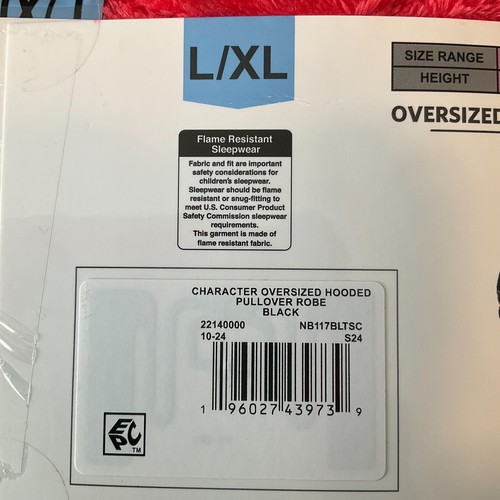 L/XL
SIZE RANGE
HEIGHT
OVERSIZED
Flame Resistant
Sleepwear
Fabric and fit are important
safety considerations for
children's sleepwear.
Sleepwear should be flame
resistant or snug-fitting to
meet U.S. Consumer Product
Safety Commission sleepwear
requirements.
This garment is made of
flame resistant fabric.
CHARACTER OVERSIZED HOODED
PULLOVER ROBE
BLACK
22140000 NB117BLTSC
10-24 S24
1 96027 43973 9
EPC TM